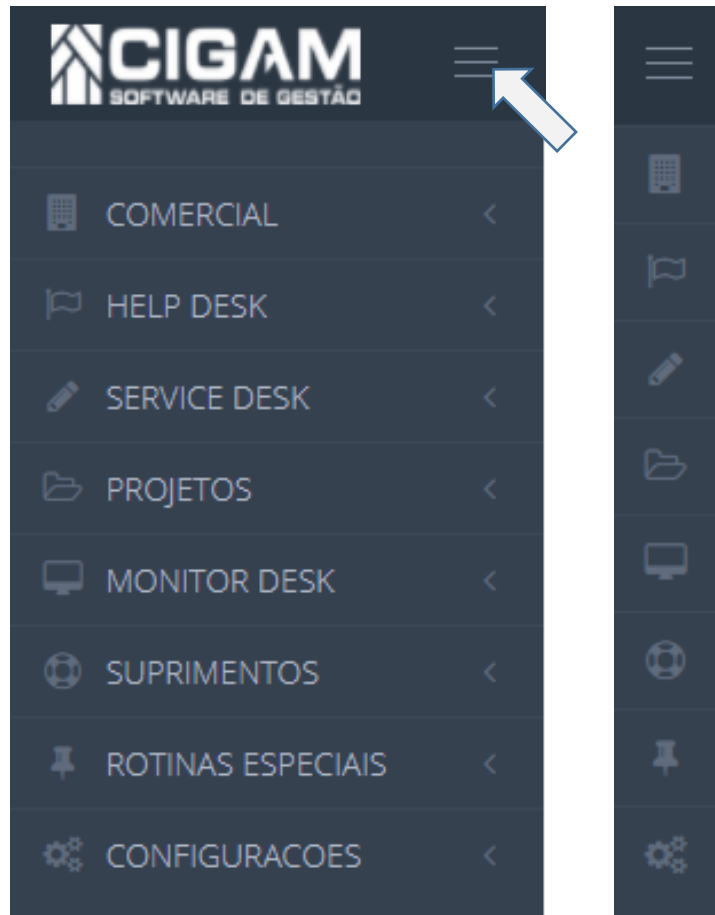 CIGAM
SOFTWARE DE GESTÃO
COMERCIAL
HELP DESK
SERVICE DESK
PROJETOS
MONITOR DESK
SUPRIMENTOS
ROTINAS ESPECIAIS
CONFIGURACOES